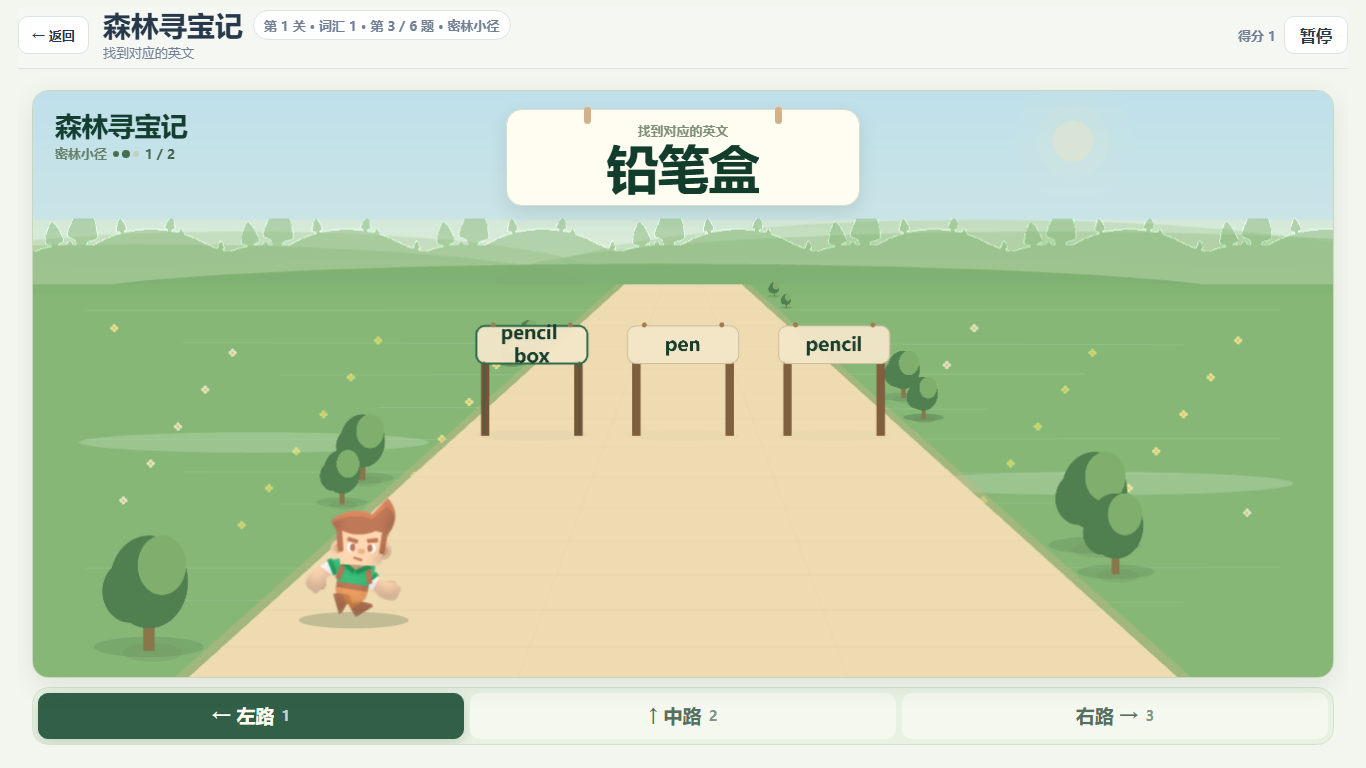 ← 返回
森林寻宝记
第 1 关 • 词汇 1 • 第 3 / 6 题 • 密林小径
找到对应的英文
得分 1
暂停
森林寻宝记
密林小径
1 / 2
找到对应的英文
铅笔盒
pencil
box
pen
pencil
← 左路 1
↑ 中路 2
右路 → 3